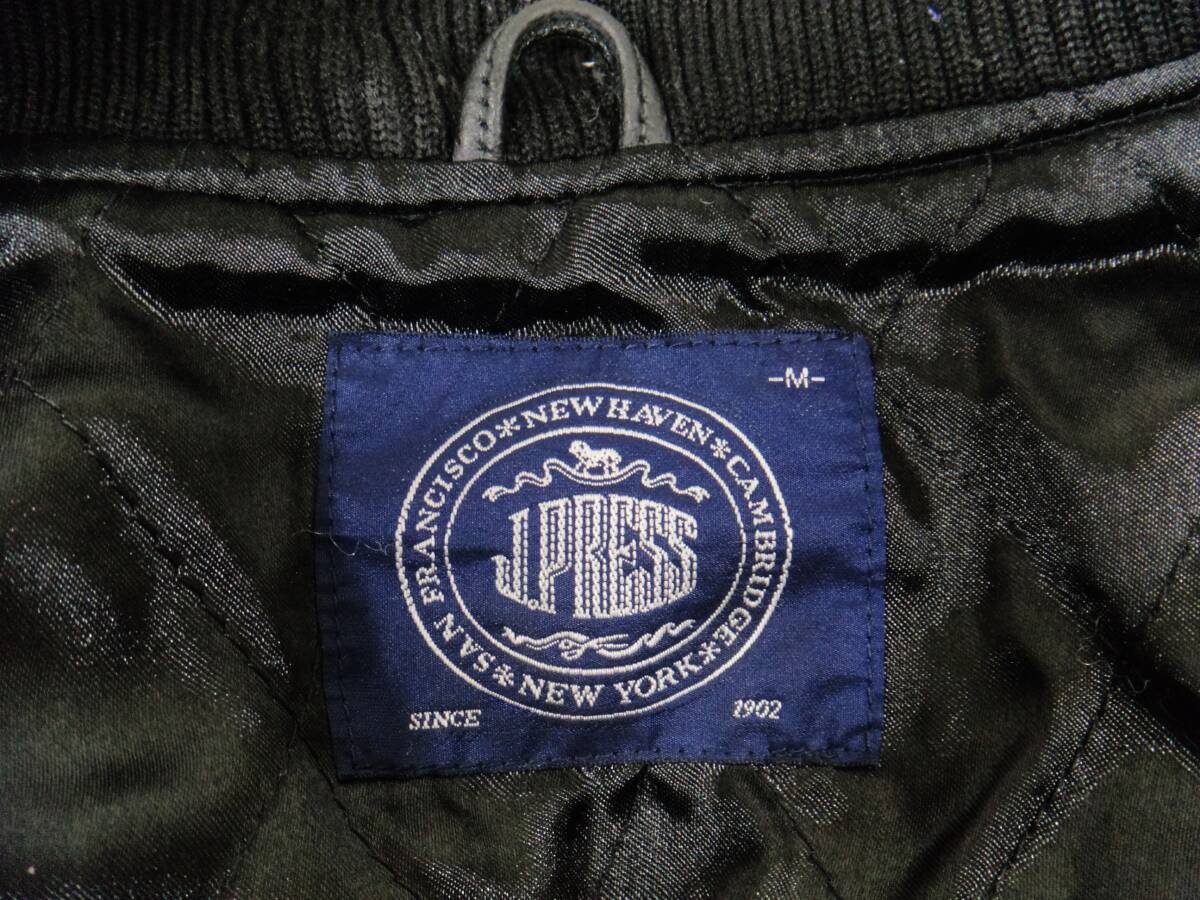 -M-
SAN FRANCISCO*NEW HAVEN*CAMBRIDGE*
*NEW YORK*
J.PRESS
SINCE 1902